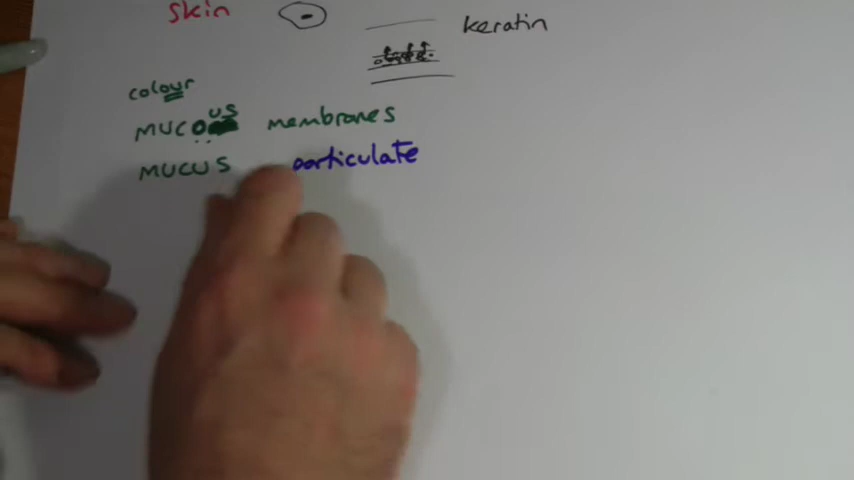 skin
keratin
colour
mucous membranes
mucus particulate